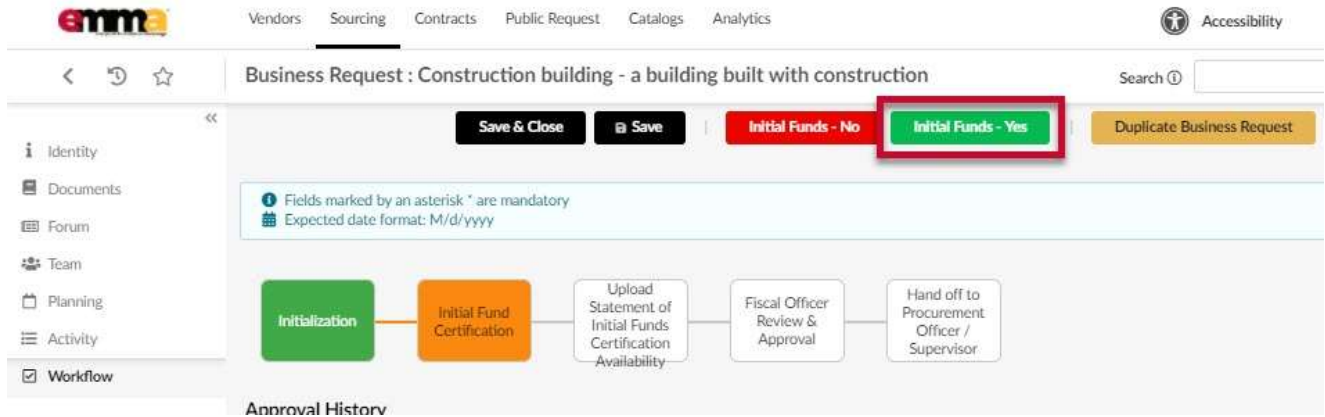 emma
Vendors Sourcing Contracts Public Request Catalogs Analytics
Accessibility
Business Request : Construction building - a building built with construction
Search
Save & Close
Save
Initial Funds - No
Initial Funds - Yes
Duplicate Business Request
Identity
Documents
Forum
Team
Planning
Activity
Workflow
Fields marked by an asterisk * are mandatory
Expected date format: M/d/yyyy
Initialization
Initial Fund
Certification
Upload
Statement of
Initial Funds
Certification
Availability
Fiscal Officer
Review &
Approval
Hand off to
Procurement
Officer /
Supervisor
Approval History